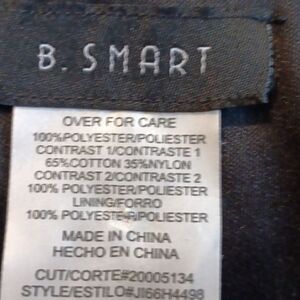 B. SMART
OVER FOR CARE
100%POLYESTER/POLIESTER
CONTRAST 1/CONTRASTE 1
65%COTTON 35%NYLON
CONTRAST 2/CONTRASTE 2
100%POLYESTER/POLIESTER
LINING/FORRO
100% POLYESTER/POLIESTER
MADE IN CHINA
HECHO EN CHINA
CUT/CORTE#20005134
STYLE/ESTILO#JI66H4498